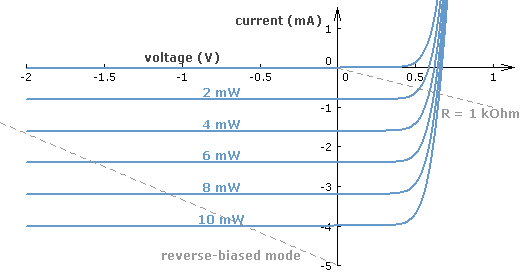 current (mA)
1
voltage (V)
0
-2
-1.5
-1
-0.5
0
0.5
1
2 mW
-1
R = 1 kOhm
4 mW
6 mW
-2
8 mW
-3
10 mW
-4
reverse-biased mode
-5